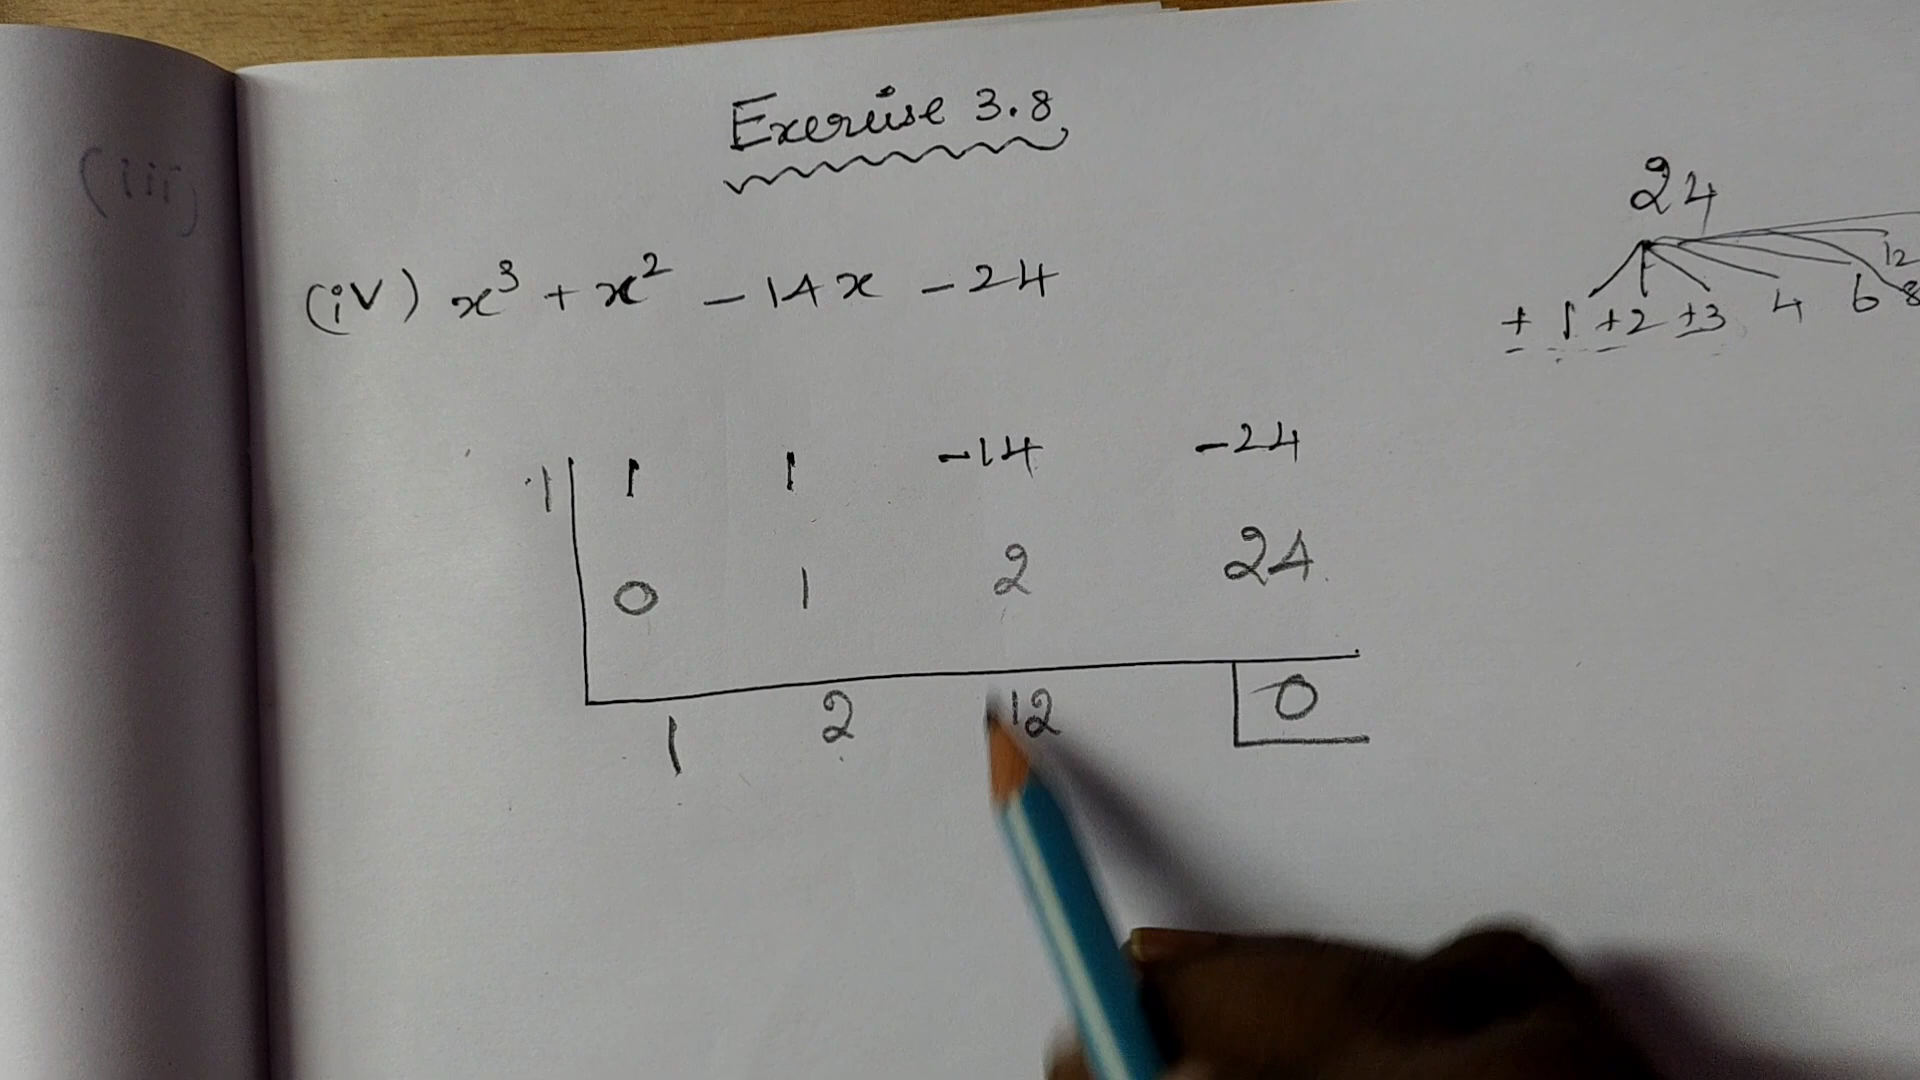 Exercise 3.8
(iii)
24
(iv) x³ + x² - 14x - 24
12
± 1 ±2 ±3 4 6 8
1 1 1 -14 -24
0 1 2 24
1 2 12 0